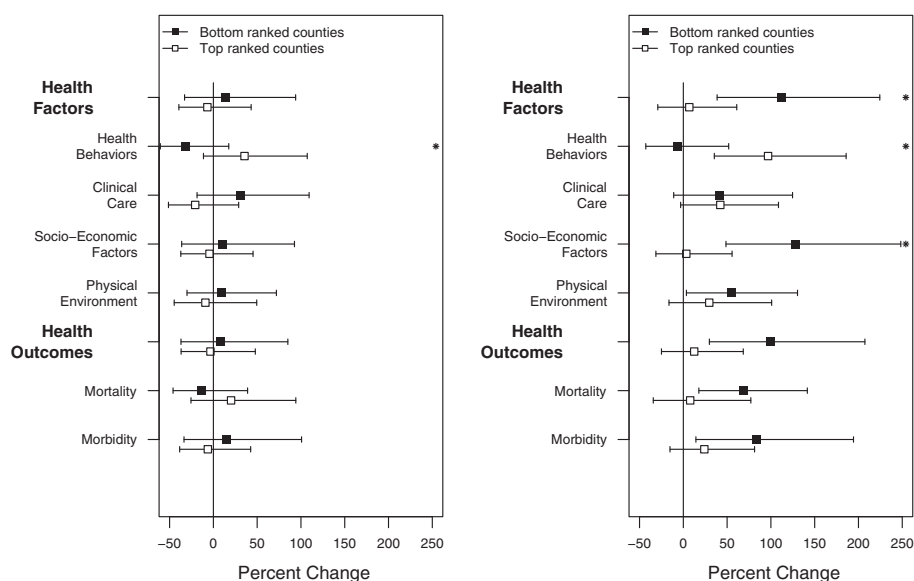 Bottom ranked counties
Top ranked counties
Health
Factors
*
Health
Behaviors
*
Clinical
Care
Socio−Economic
Factors
Physical
Environment
Health
Outcomes
Mortality
Morbidity
−50 0 50 100 150 200 250
Percent Change
Bottom ranked counties
Top ranked counties
Health
Factors
*
Health
Behaviors
*
Clinical
Care
Socio−Economic
Factors
*
Physical
Environment
Health
Outcomes
Mortality
Morbidity
−50 0 50 100 150 200 250
Percent Change